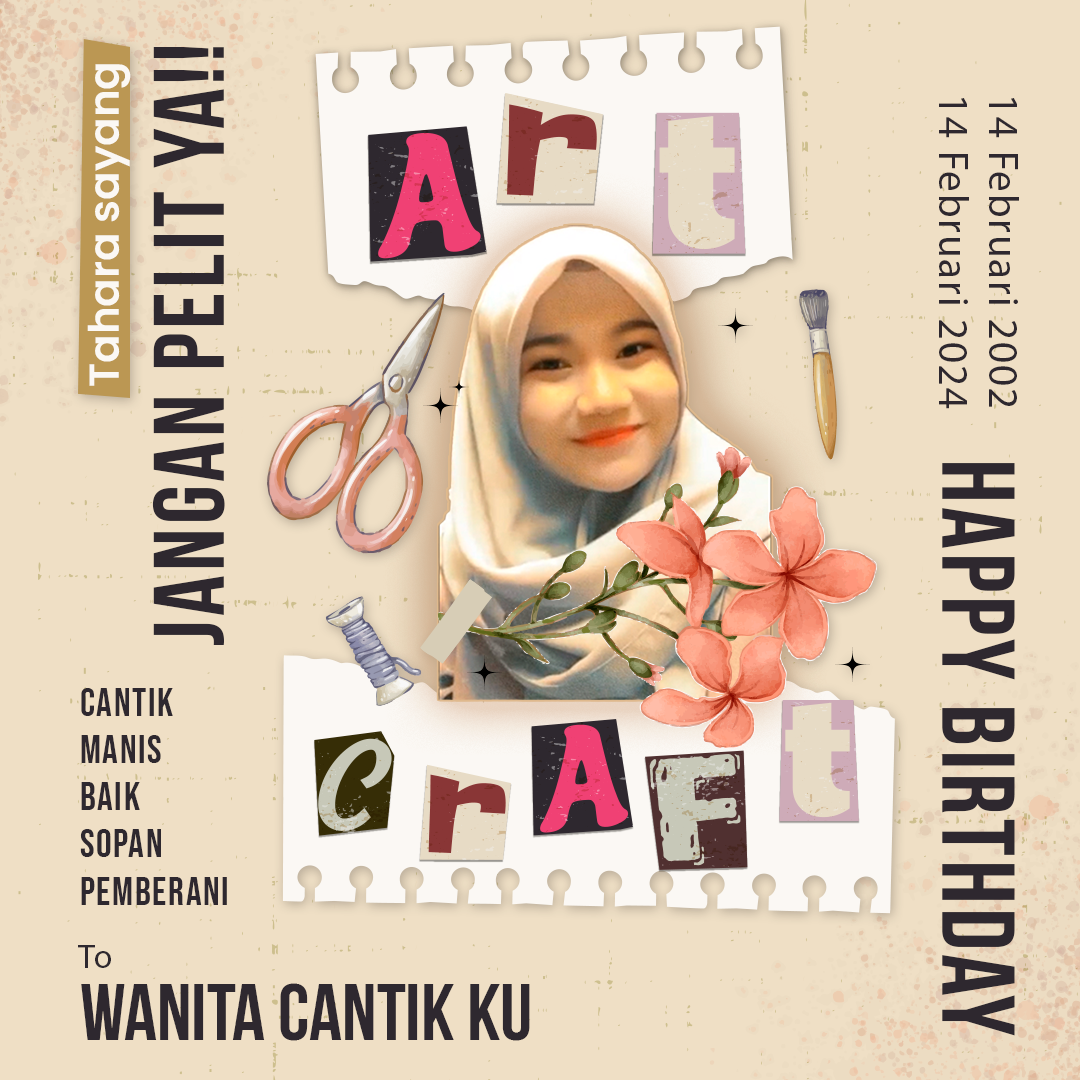 Tahara sayang
JANGAN PELIT YA!!
Art
14 Februari 2002
14 Februari 2024
HAPPY BIRTHDAY
CANTIK
MANIS
BAIK
SOPAN
PEMBERANI
CrAFt
To
WANITA CANTIK KU